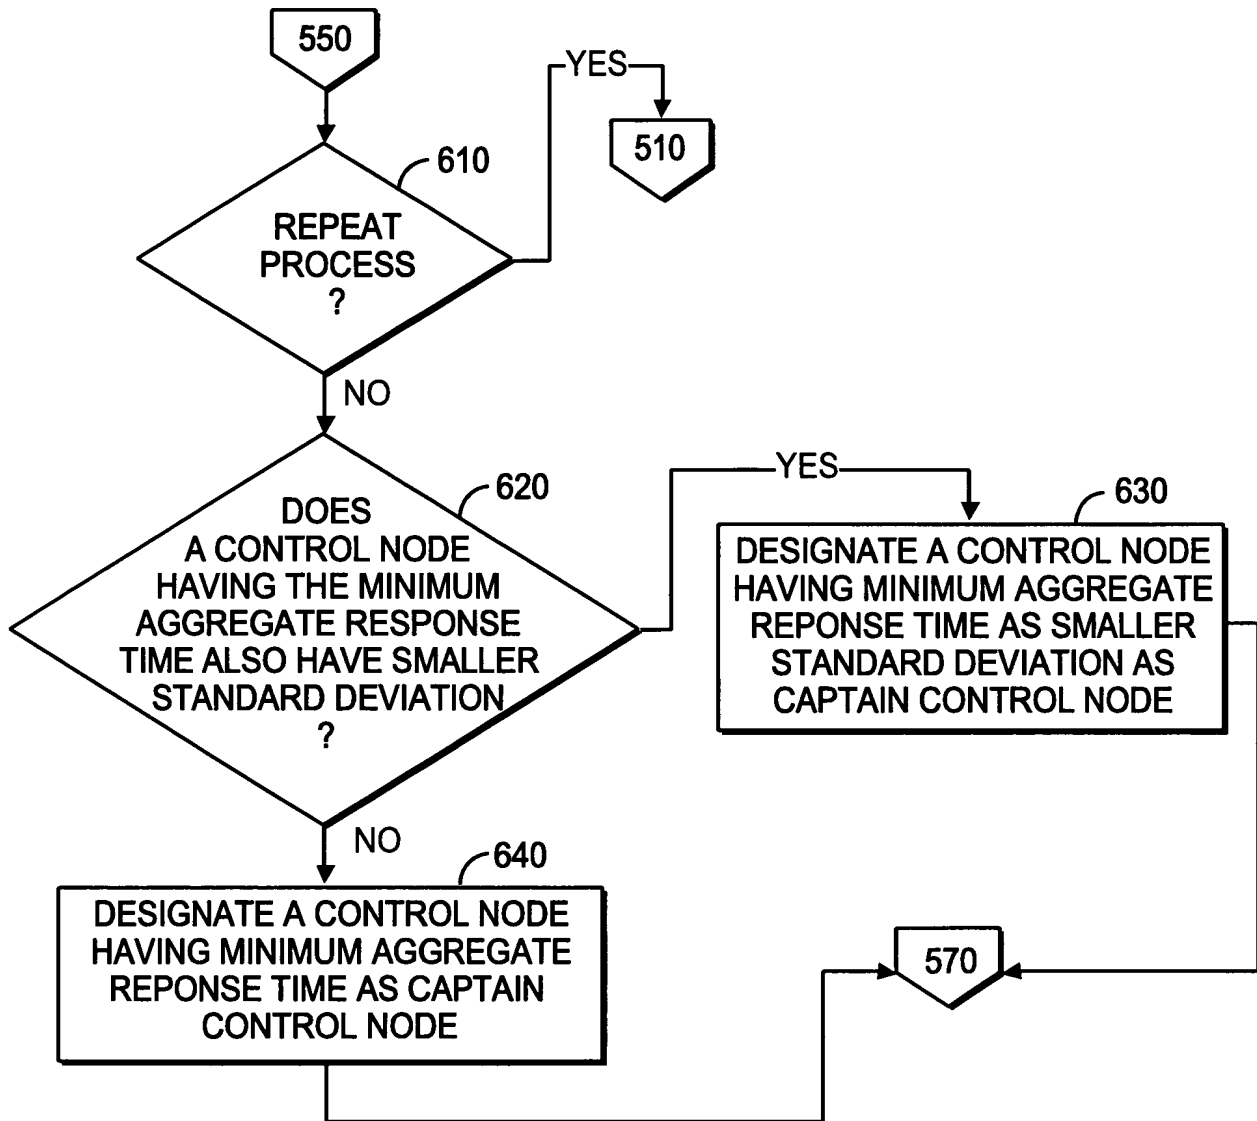 550
YES
510
610
REPEAT
PROCESS
?
NO
620
DOES
A CONTROL NODE
HAVING THE MINIMUM
AGGREGATE RESPONSE
TIME ALSO HAVE SMALLER
STANDARD DEVIATION
?
YES
630
DESIGNATE A CONTROL NODE
HAVING MINIMUM AGGREGATE
REPONSE TIME AS SMALLER
STANDARD DEVIATION AS
CAPTAIN CONTROL NODE
NO
640
DESIGNATE A CONTROL NODE
HAVING MINIMUM AGGREGATE
REPONSE TIME AS CAPTAIN
CONTROL NODE
570